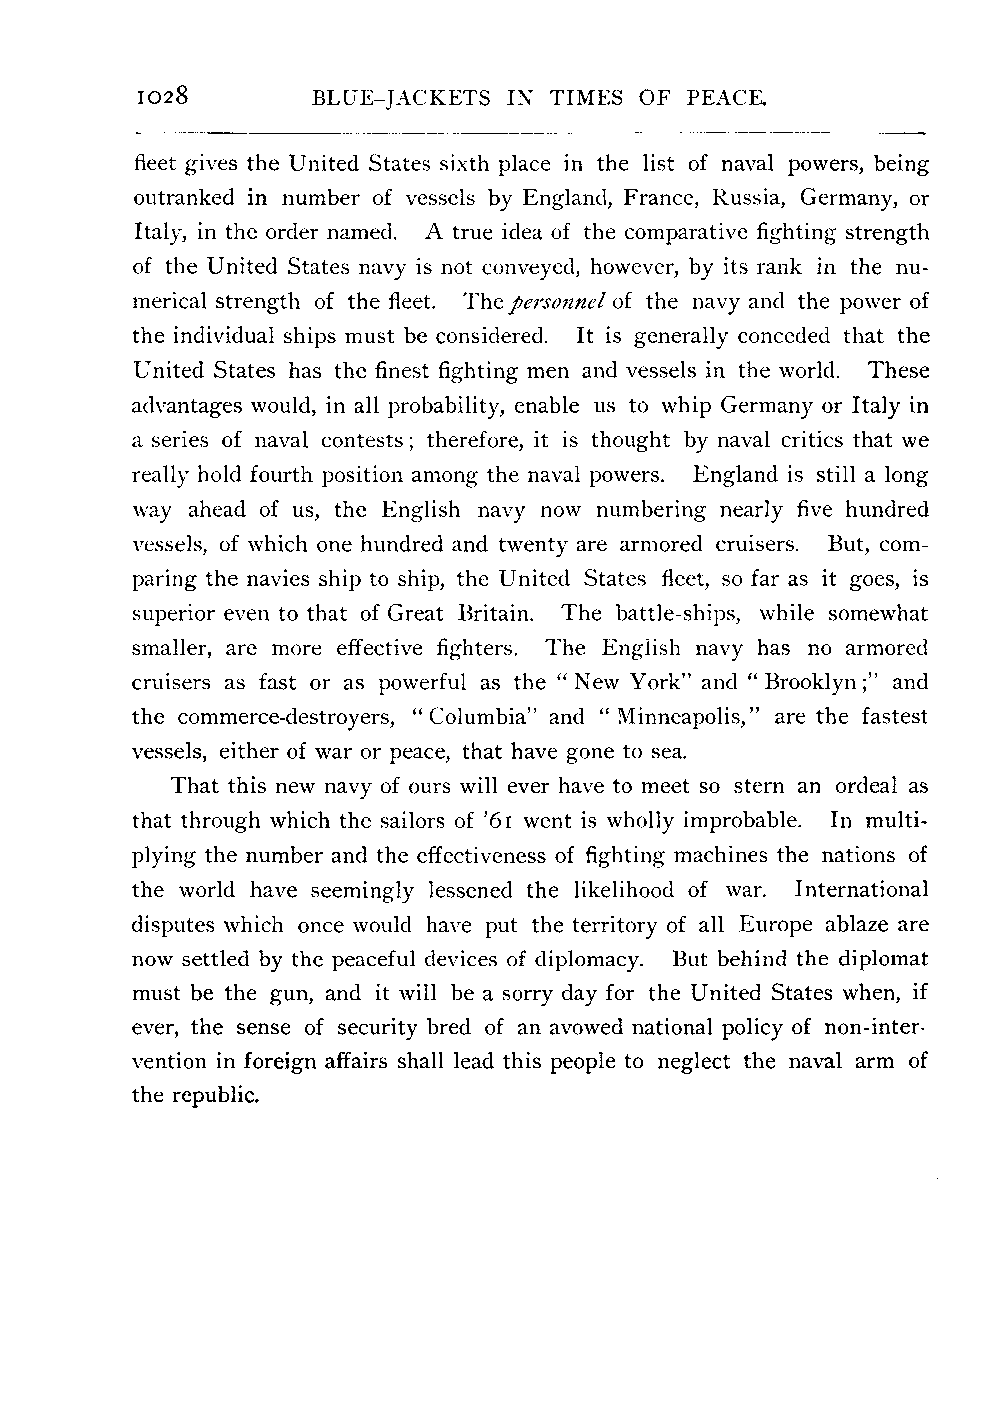 1028 BLUE-JACKETS IN TIMES OF PEACE.
fleet gives the United States sixth place in the list of naval powers, being
outranked in number of vessels by England, France, Russia, Germany, or
Italy, in the order named. A true idea of the comparative fighting strength
of the United States navy is not conveyed, however, by its rank in the nu-
merical strength of the fleet. The personnel of the navy and the power of
the individual ships must be considered. It is generally conceded that the
United States has the finest fighting men and vessels in the world. These
advantages would, in all probability, enable us to whip Germany or Italy in
a series of naval contests; therefore, it is thought by naval critics that we
really hold fourth position among the naval powers. England is still a long
way ahead of us, the English navy now numbering nearly five hundred
vessels, of which one hundred and twenty are armored cruisers. But, com-
paring the navies ship to ship, the United States fleet, so far as it goes, is
superior even to that of Great Britain. The battle-ships, while somewhat
smaller, are more effective fighters. The English navy has no armored
cruisers as fast or as powerful as the “New York” and “Brooklyn;” and
the commerce-destroyers, “Columbia” and “Minneapolis,” are the fastest
vessels, either of war or peace, that have gone to sea.
That this new navy of ours will ever have to meet so stern an ordeal as
that through which the sailors of ’61 went is wholly improbable. In multi-
plying the number and the effectiveness of fighting machines the nations of
the world have seemingly lessened the likelihood of war. International
disputes which once would have put the territory of all Europe ablaze are
now settled by the peaceful devices of diplomacy. But behind the diplomat
must be the gun, and it will be a sorry day for the United States when, if
ever, the sense of security bred of an avowed national policy of non-inter-
vention in foreign affairs shall lead this people to neglect the naval arm of
the republic.